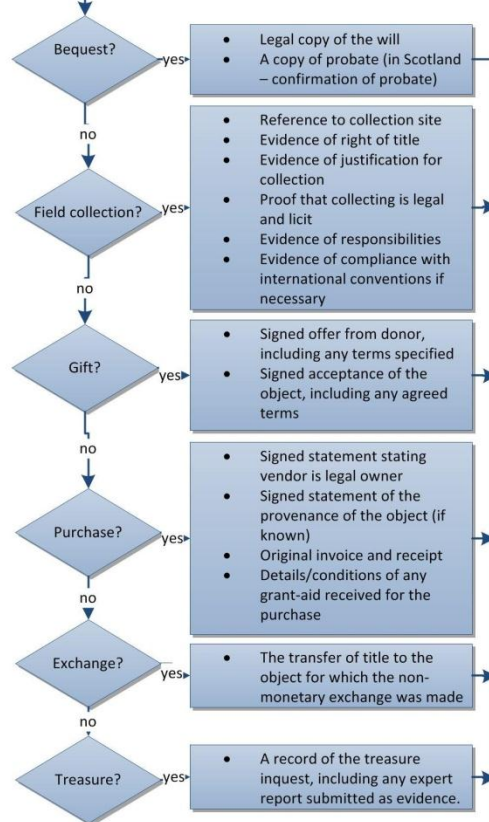 Bequest?
yes
• Legal copy of the will
• A copy of probate (in Scotland
– confirmation of probate)
no
Field collection?
yes
• Reference to collection site
• Evidence of right of title
• Evidence of justification for
collection
• Proof that collecting is legal
and licit
• Evidence of responsibilities
• Evidence of compliance with
international conventions if
necessary
no
Gift?
yes
• Signed offer from donor,
including any terms specified
• Signed acceptance of the
object, including any agreed
terms
no
Purchase?
yes
• Signed statement stating
vendor is legal owner
• Signed statement of the
provenance of the object (if
known)
• Original invoice and receipt
• Details/conditions of any
grant-aid received for the
purchase
no
Exchange?
yes
• The transfer of title to the
object for which the non-
monetary exchange was made
no
Treasure?
yes
• A record of the treasure
inquest, including any expert
report submitted as evidence.